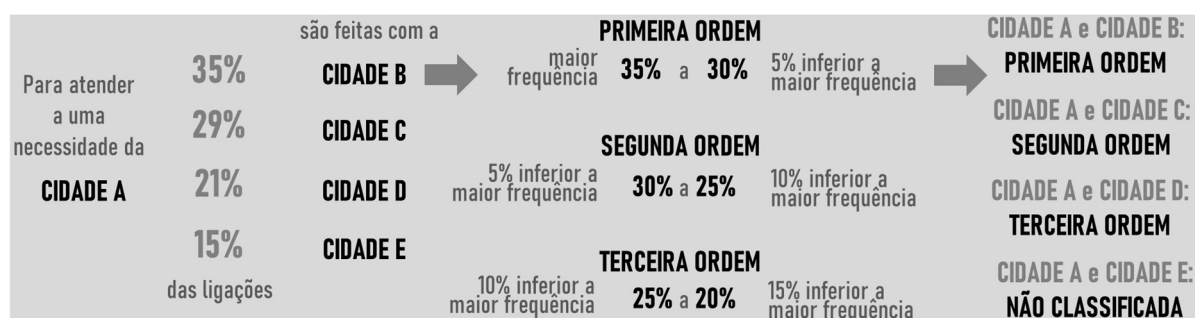 Para atender
a uma
necessidade da
CIDADE A
35%
29%
21%
15%
das ligações
são feitas com a
CIDADE B
CIDADE C
CIDADE D
CIDADE E
PRIMEIRA ORDEM
maior
frequência
35% a 30%
5% inferior a
maior frequência
SEGUNDA ORDEM
5% inferior a
maior frequência
30% a 25%
10% inferior a
maior frequência
TERCEIRA ORDEM
10% inferior a
maior frequência
25% a 20%
15% inferior a
maior frequência
CIDADE A e CIDADE B:
PRIMEIRA ORDEM
CIDADE A e CIDADE C:
SEGUNDA ORDEM
CIDADE A e CIDADE D:
TERCEIRA ORDEM
CIDADE A e CIDADE E:
NÃO CLASSIFICADA